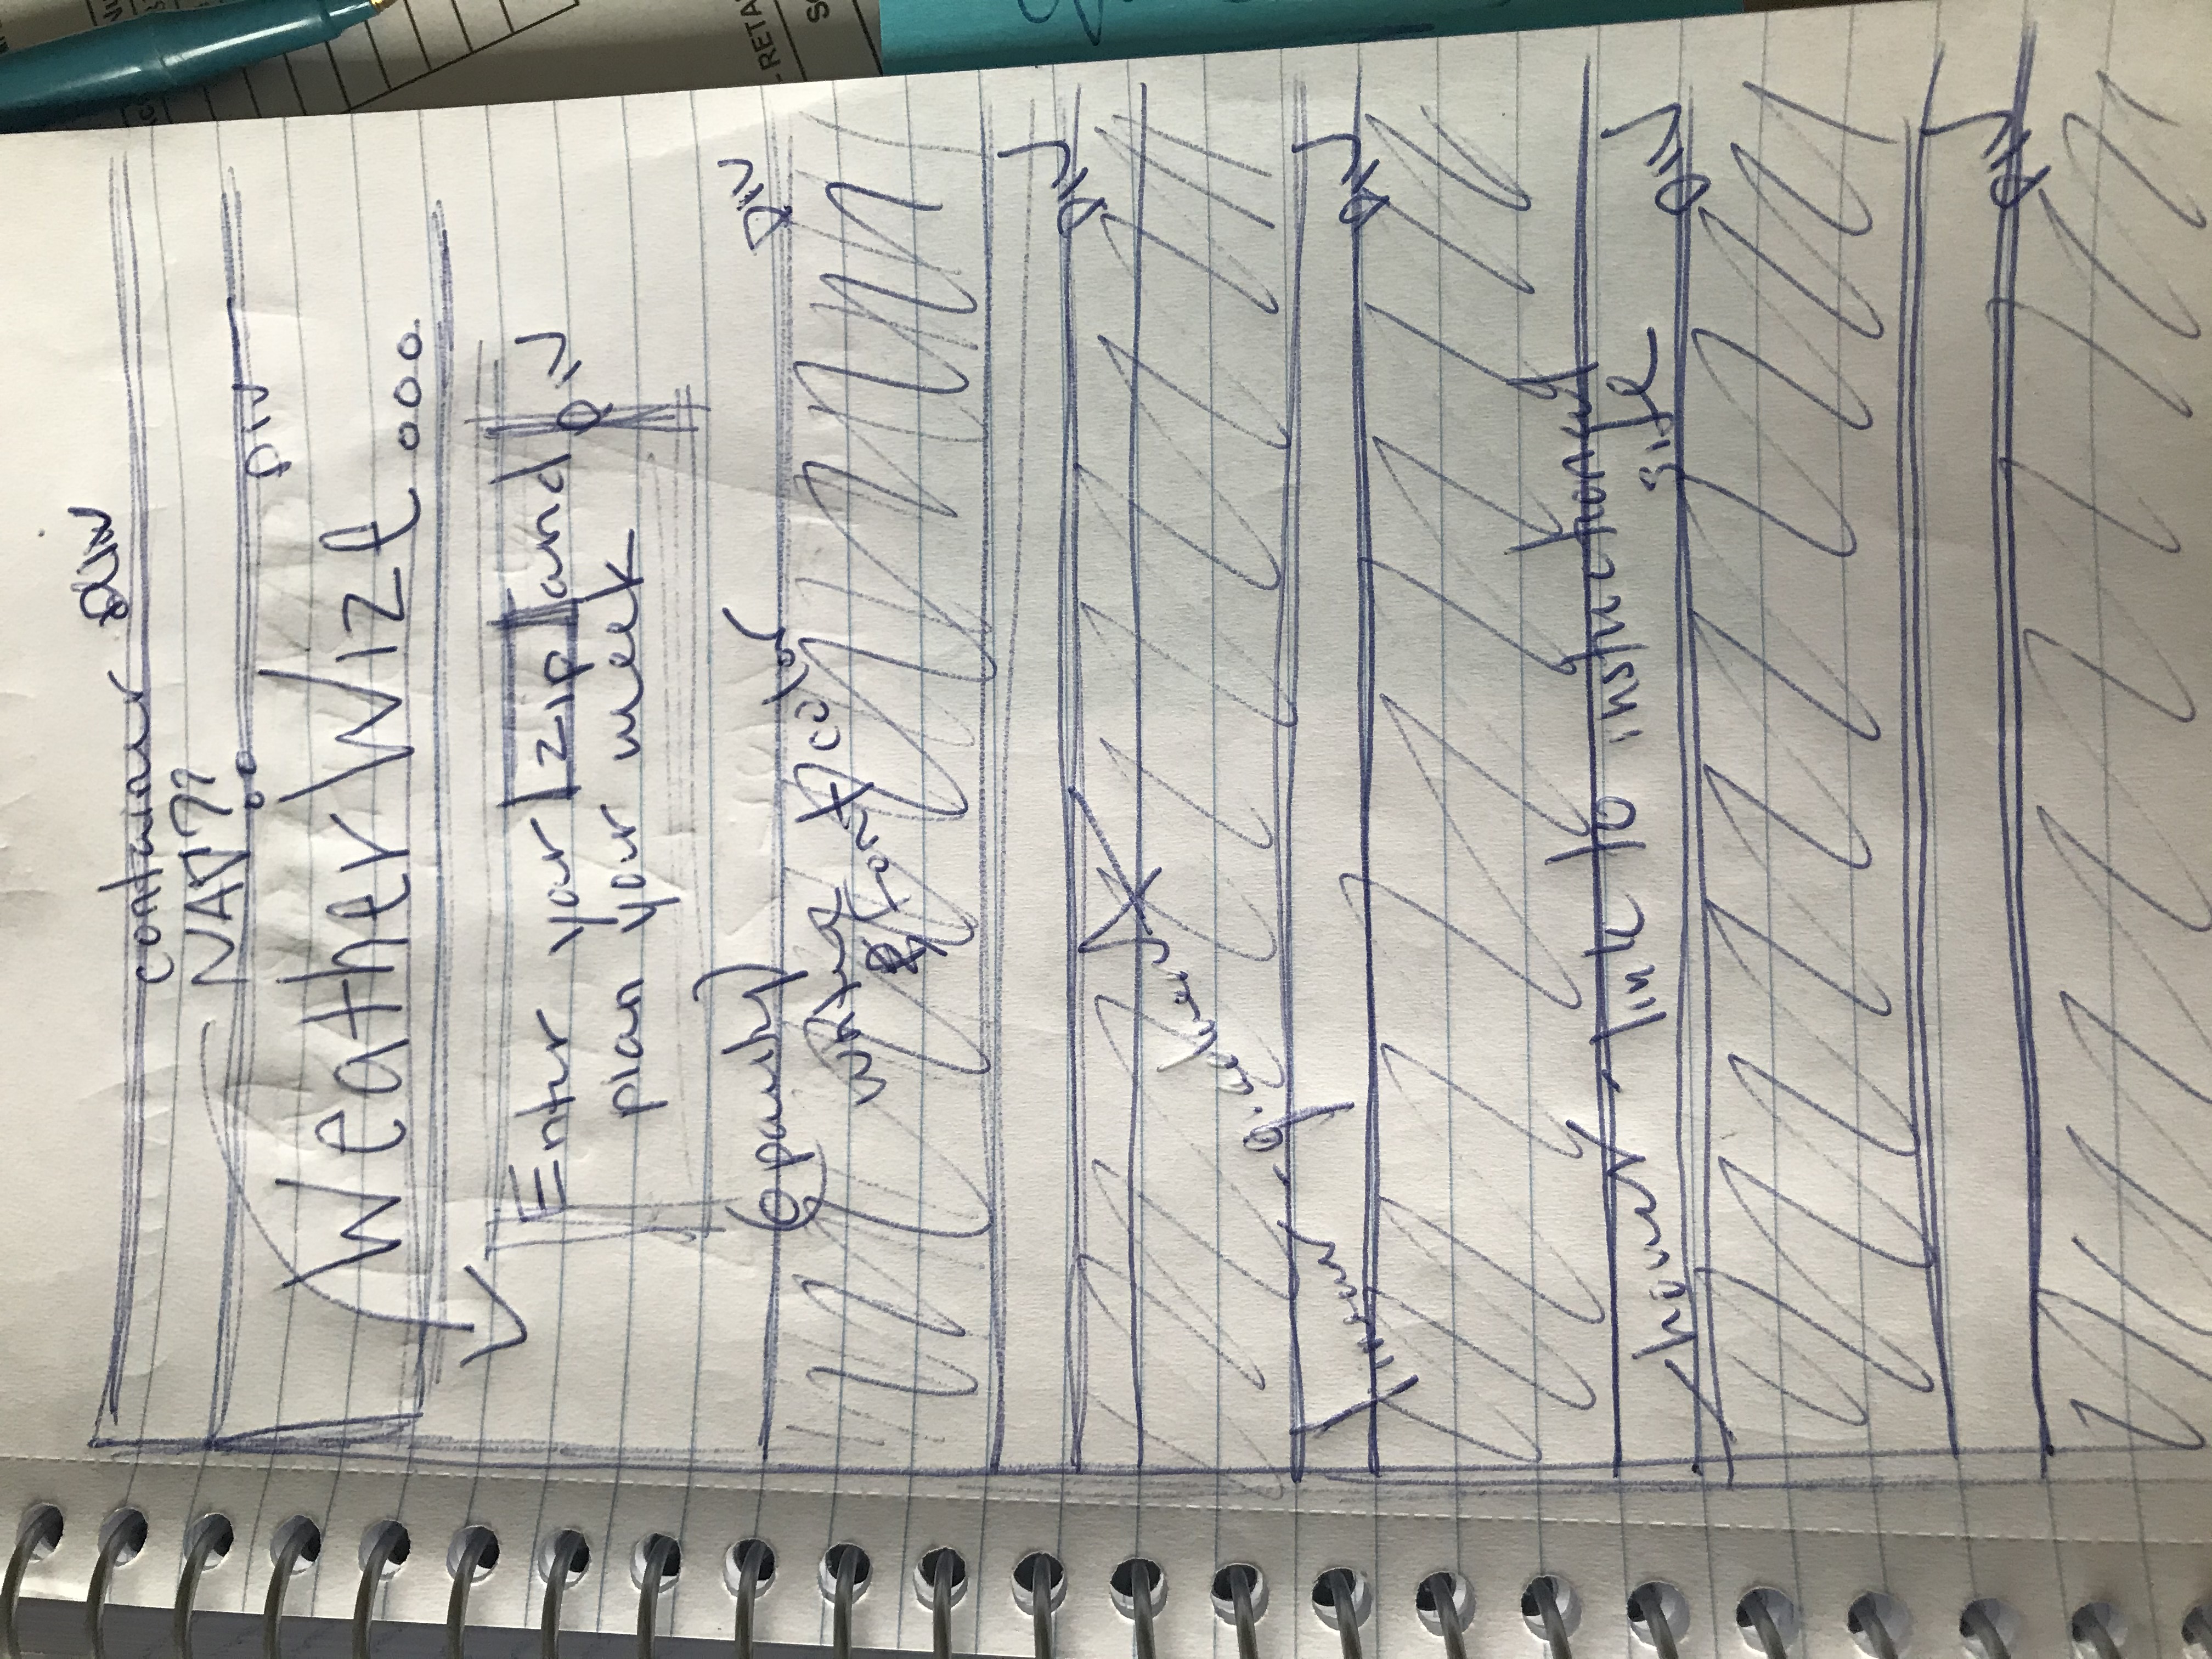 container DIV
NAV??
DIV
WeatherWize...
Enter your zip and
DIV
plan your week
(opacity)
DIV
white
font color
DIV
linear-gradient
DIV
hover - link to instructional
site
DIV
DIV
- RETA